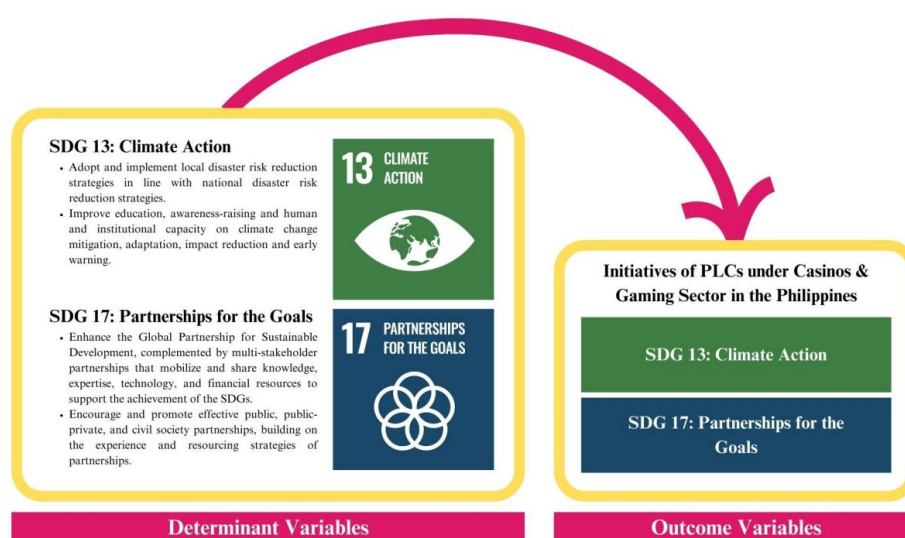 SDG 13: Climate Action
• Adopt and implement local disaster risk reduction
strategies in line with national disaster risk
reduction strategies.
• Improve education, awareness-raising and human
and institutional capacity on climate change
mitigation, adaptation, impact reduction and early
warning.
13 CLIMATE
ACTION
SDG 17: Partnerships for the Goals
• Enhance the Global Partnership for Sustainable
Development, complemented by multi-stakeholder
partnerships that mobilize and share knowledge,
expertise, technology, and financial resources to
support the achievement of the SDGs.
• Encourage and promote effective public, public-
private, and civil society partnerships, building on
the experience and resourcing strategies of
partnerships.
17 PARTNERSHIPS
FOR THE GOALS
Determinant Variables
Initiatives of PLCs under Casinos &
Gaming Sector in the Philippines
SDG 13: Climate Action
SDG 17: Partnerships for the
Goals
Outcome Variables